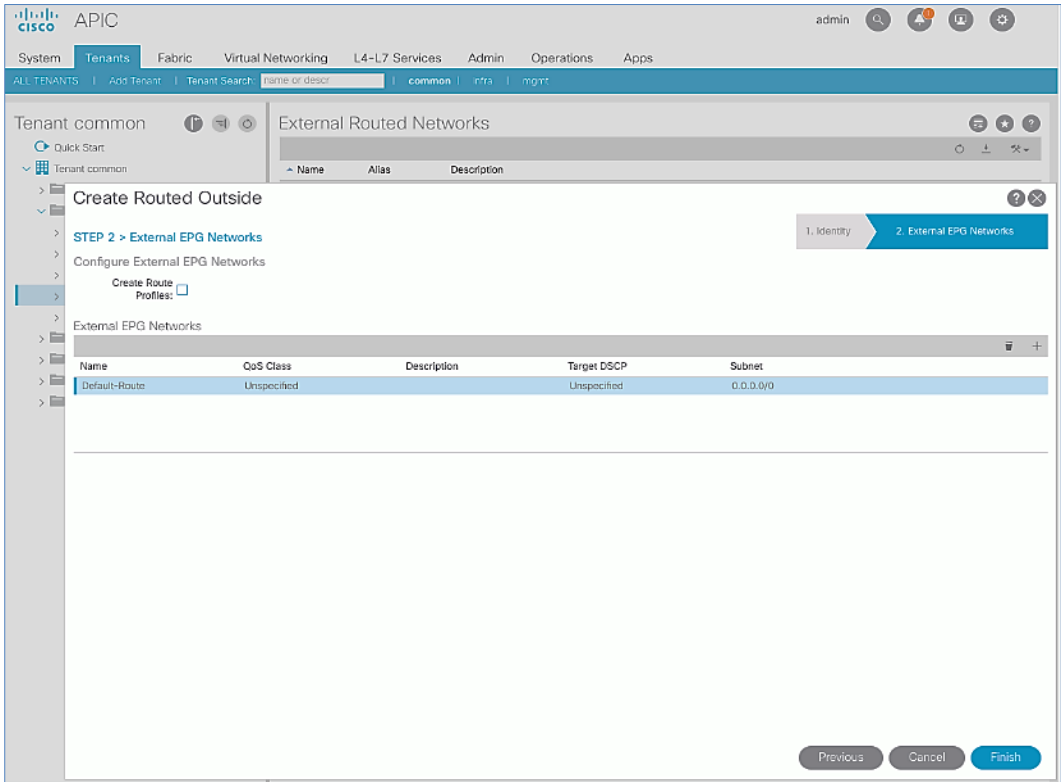 cisco APIC admin
System Tenants Fabric Virtual Networking L4-L7 Services Admin Operations Apps
ALL TENANTS | Add Tenant | Tenant Search: name or descr | common | infra | mgmt
Tenant common
External Routed Networks
Quick Start
Tenant common
Name Alias Description
Create Routed Outside
STEP 2 > External EPG Networks
1. Identity 2. External EPG Networks
Configure External EPG Networks
Create Route
Profiles:
External EPG Networks
Name QoS Class Description Target DSCP Subnet
Default-Route Unspecified Unspecified 0.0.0.0/0
Previous Cancel Finish